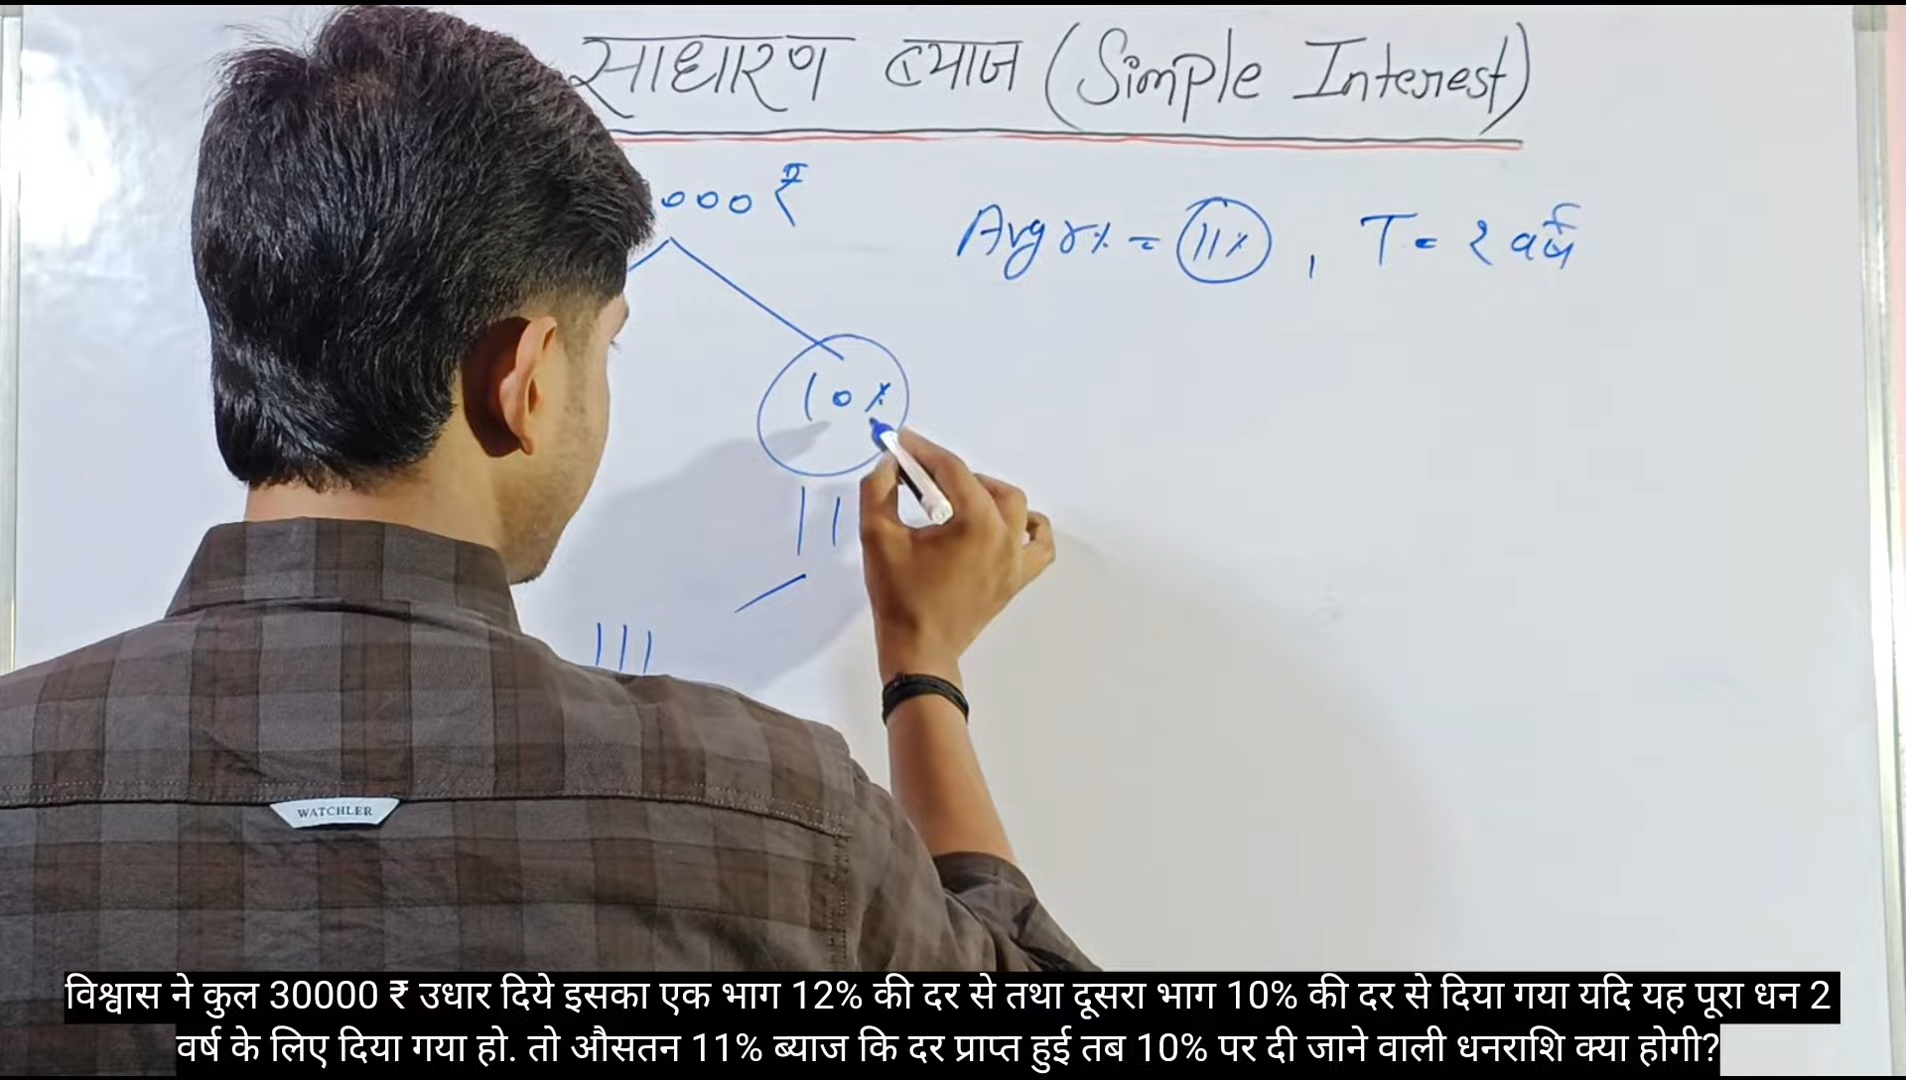 साधारण ब्याज (Simple Interest)
000 ₹
Avg r% = 11%, T = 2 वर्ष
10%
11
WATCHLER
विश्वास ने कुल 30000 ₹ उधार दिये इसका एक भाग 12% की दर से तथा दूसरा भाग 10% की दर से दिया गया यदि यह पूरा धन 2
वर्ष के लिए दिया गया हो. तो औसतन 11% ब्याज कि दर प्राप्त हुई तब 10% पर दी जाने वाली धनराशि क्या होगी?